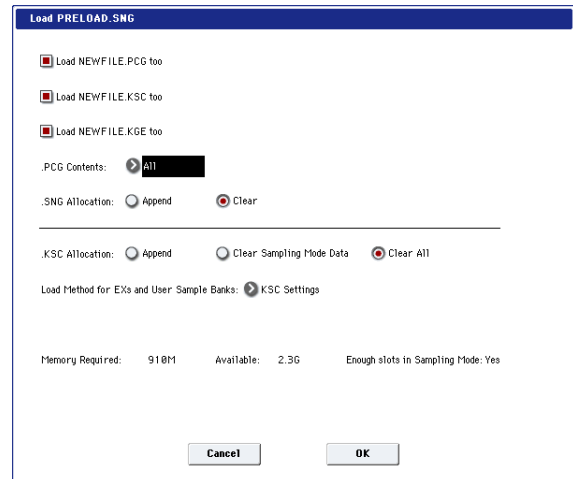 Load PRELOAD.SNG
Load NEWFILE.PCG too
Load NEWFILE.KSC too
Load NEWFILE.KGE too
.PCG Contents: All
.SNG Allocation: Append Clear
.KSC Allocation: Append Clear Sampling Mode Data Clear All
Load Method for EXs and User Sample Banks: KSC Settings
Memory Required: 910M Available: 2.3G Enough slots in Sampling Mode: Yes
Cancel OK